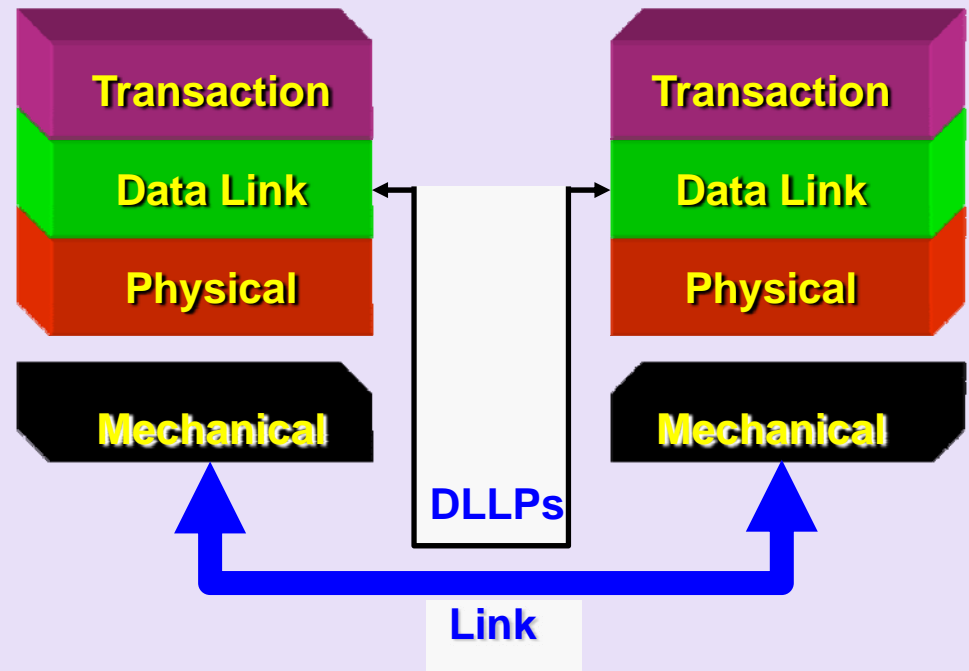 Transaction
Data Link
Physical
Mechanical
Transaction
Data Link
Physical
Mechanical
DLLPs
Link